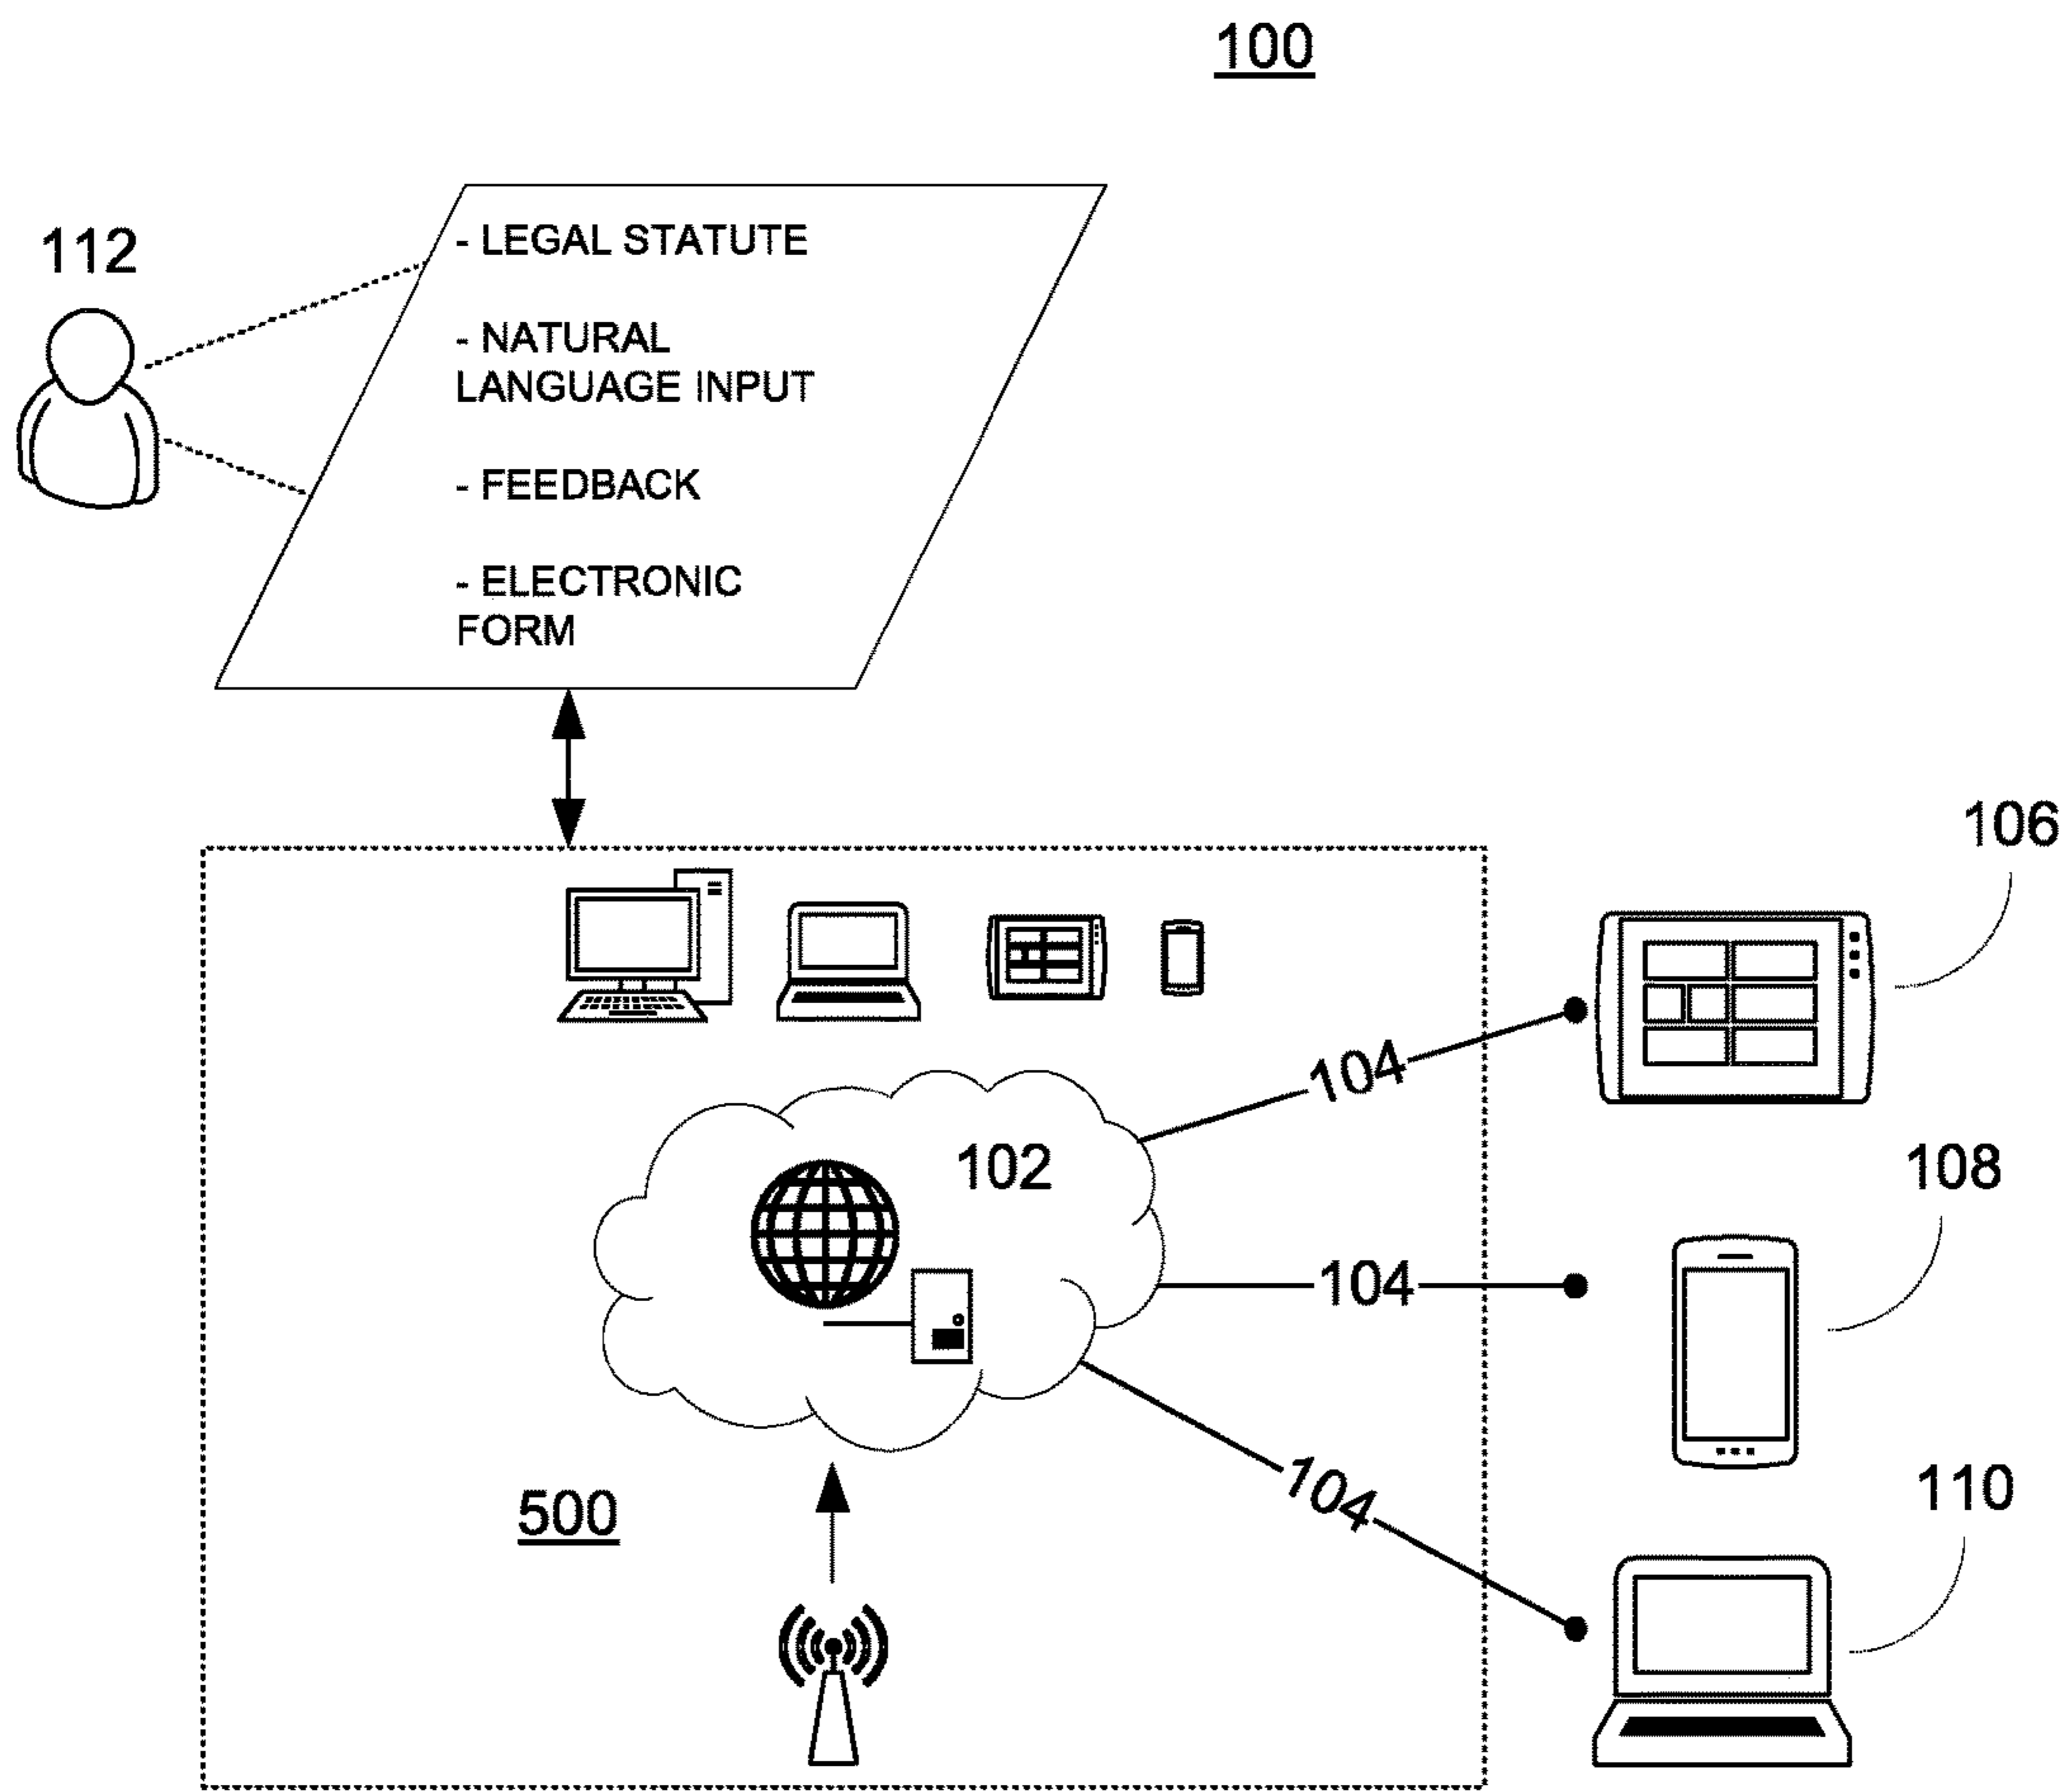 100
112
- LEGAL STATUTE
- NATURAL
LANGUAGE INPUT
- FEEDBACK
- ELECTRONIC
FORM
106
104
102
108
104
104
500
110